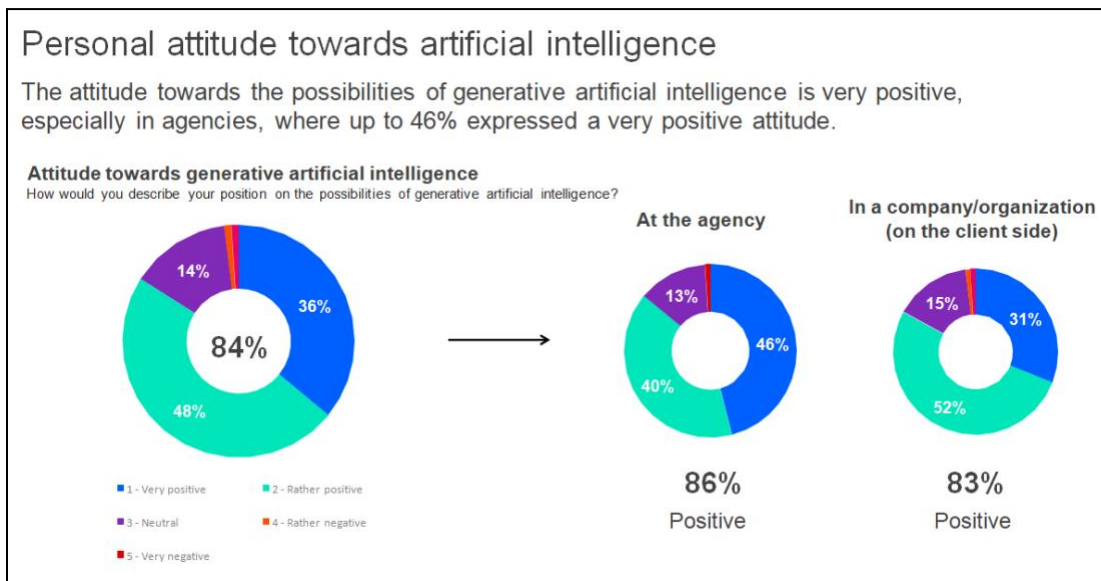 Personal attitude towards artificial intelligence
The attitude towards the possibilities of generative artificial intelligence is very positive,
especially in agencies, where up to 46% expressed a very positive attitude.
Attitude towards generative artificial intelligence
How would you describe your position on the possibilities of generative artificial intelligence?
14%
36%
84%
48%
1 - Very positive
2 - Rather positive
3 - Neutral
4 - Rather negative
5 - Very negative
At the agency
13%
46%
40%
86%
Positive
In a company/organization
(on the client side)
15%
31%
52%
83%
Positive